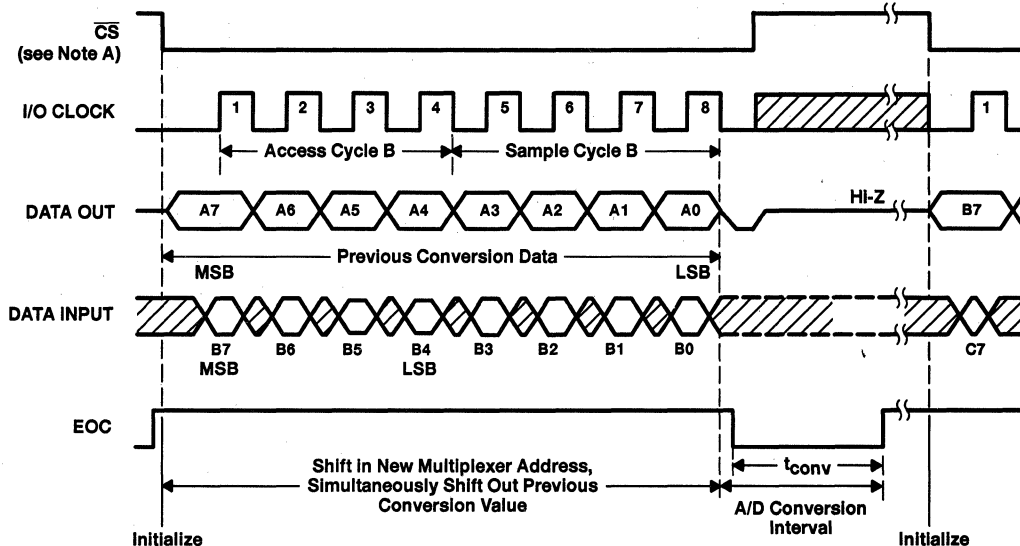 CS
(see Note A)
I/O CLOCK
1 2 3 4 5 6 7 8 1
Access Cycle B
Sample Cycle B
DATA OUT
A7 A6 A5 A4 A3 A2 A1 A0 Hi-Z B7
Previous Conversion Data
MSB LSB
DATA INPUT
B7 B6 B5 B4 B3 B2 B1 B0 C7
MSB LSB
EOC
Shift in New Multiplexer Address,
Simultaneously Shift Out Previous
Conversion Value
tconv
A/D Conversion
Interval
Initialize
Initialize